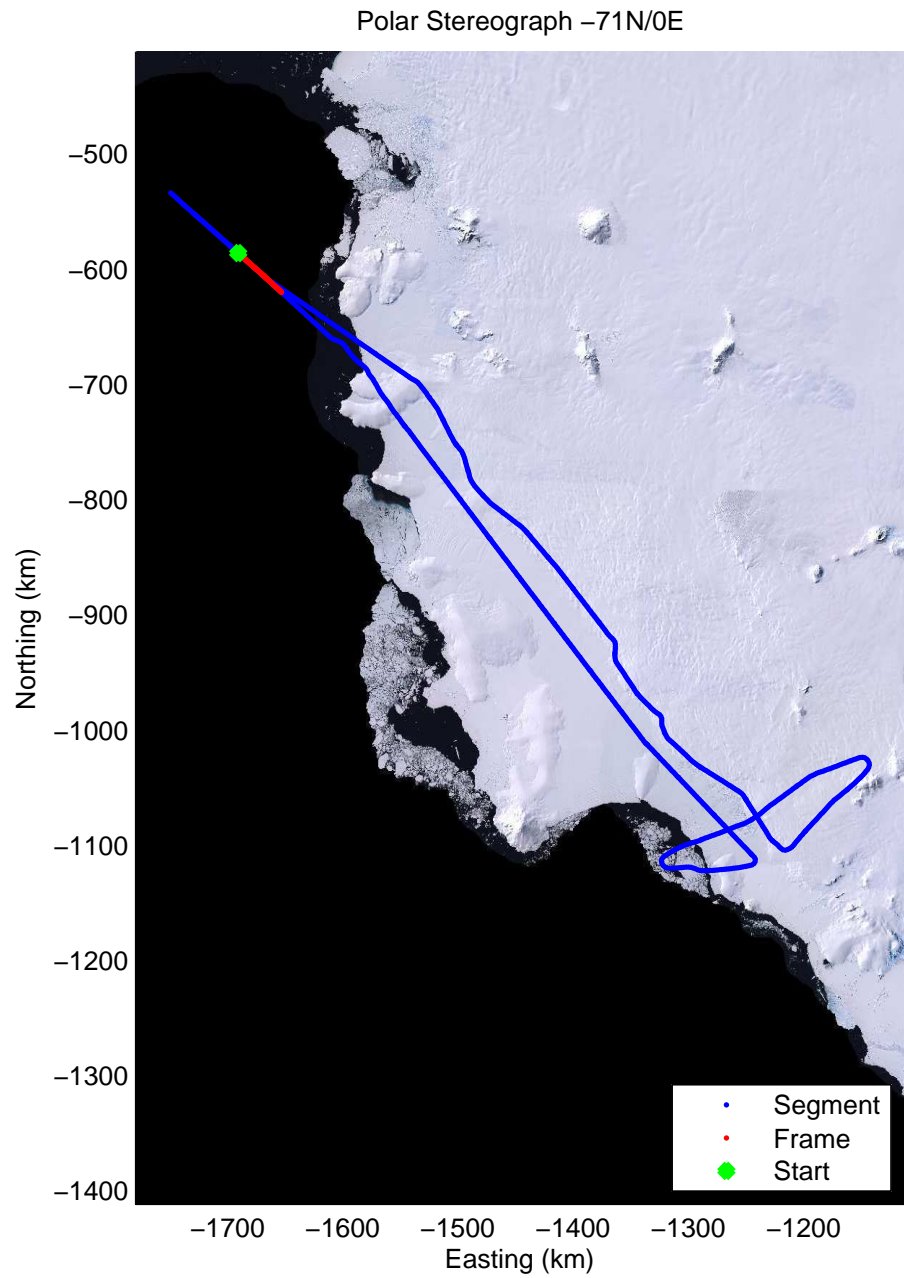 Polar Stereograph −71N/0E
−500
−600
−700
−800
−900
−1000
−1100
−1200
−1300
−1400
Northing (km)
Segment
Frame
Start
−1700 −1600 −1500 −1400 −1300 −1200
Easting (km)